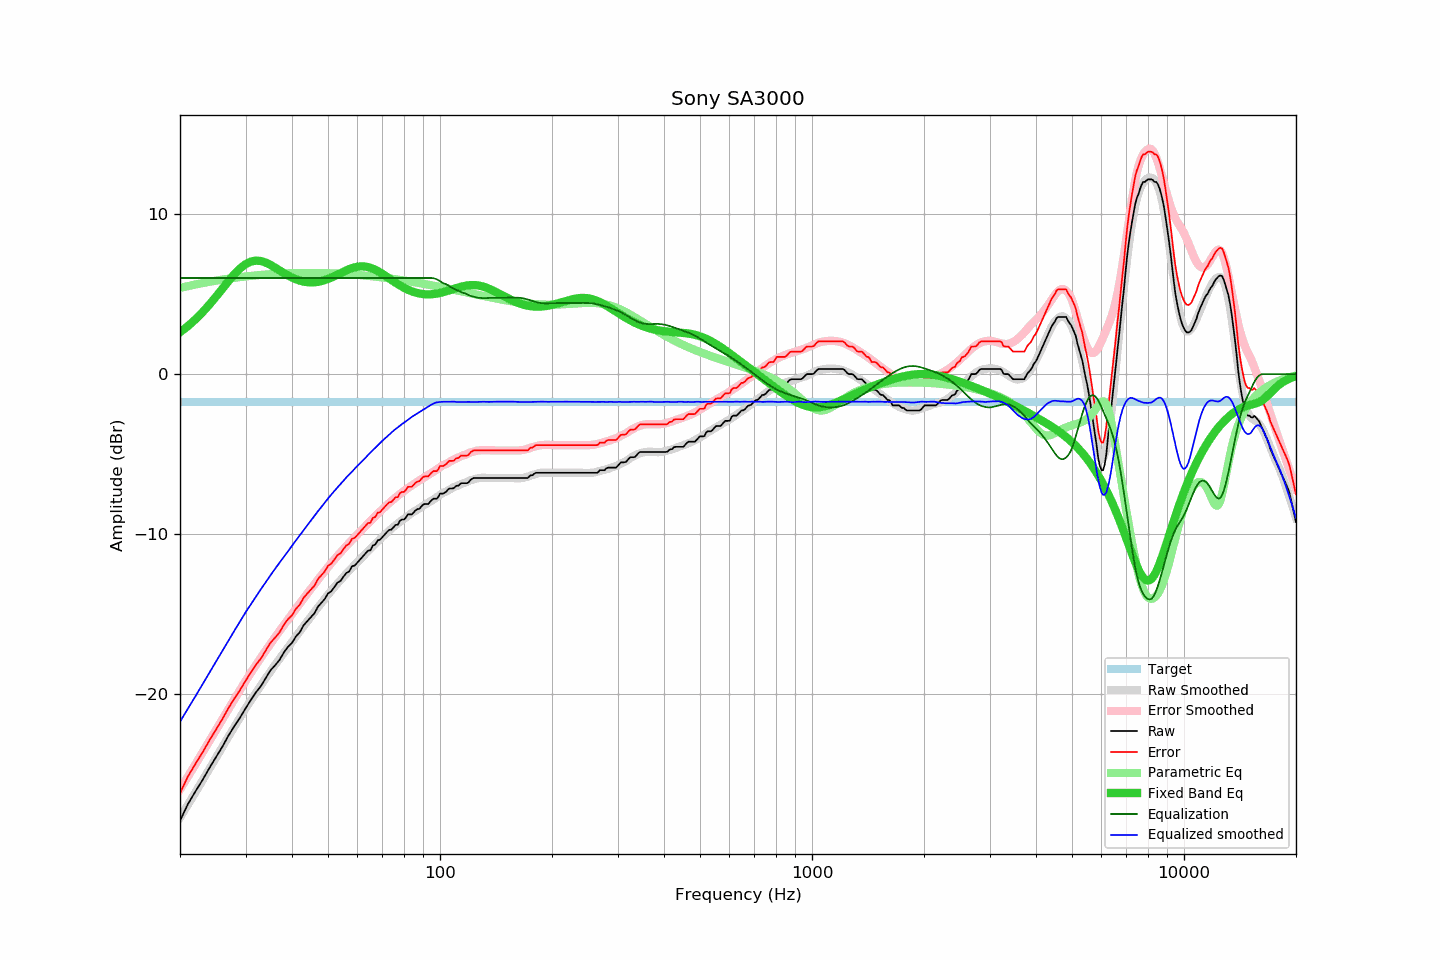 Sony SA3000
Amplitude (dBr)
10
0
−10
−20
100
1000
10000
Frequency (Hz)
Target
Raw Smoothed
Error Smoothed
Raw
Error
Parametric Eq
Fixed Band Eq
Equalization
Equalized smoothed